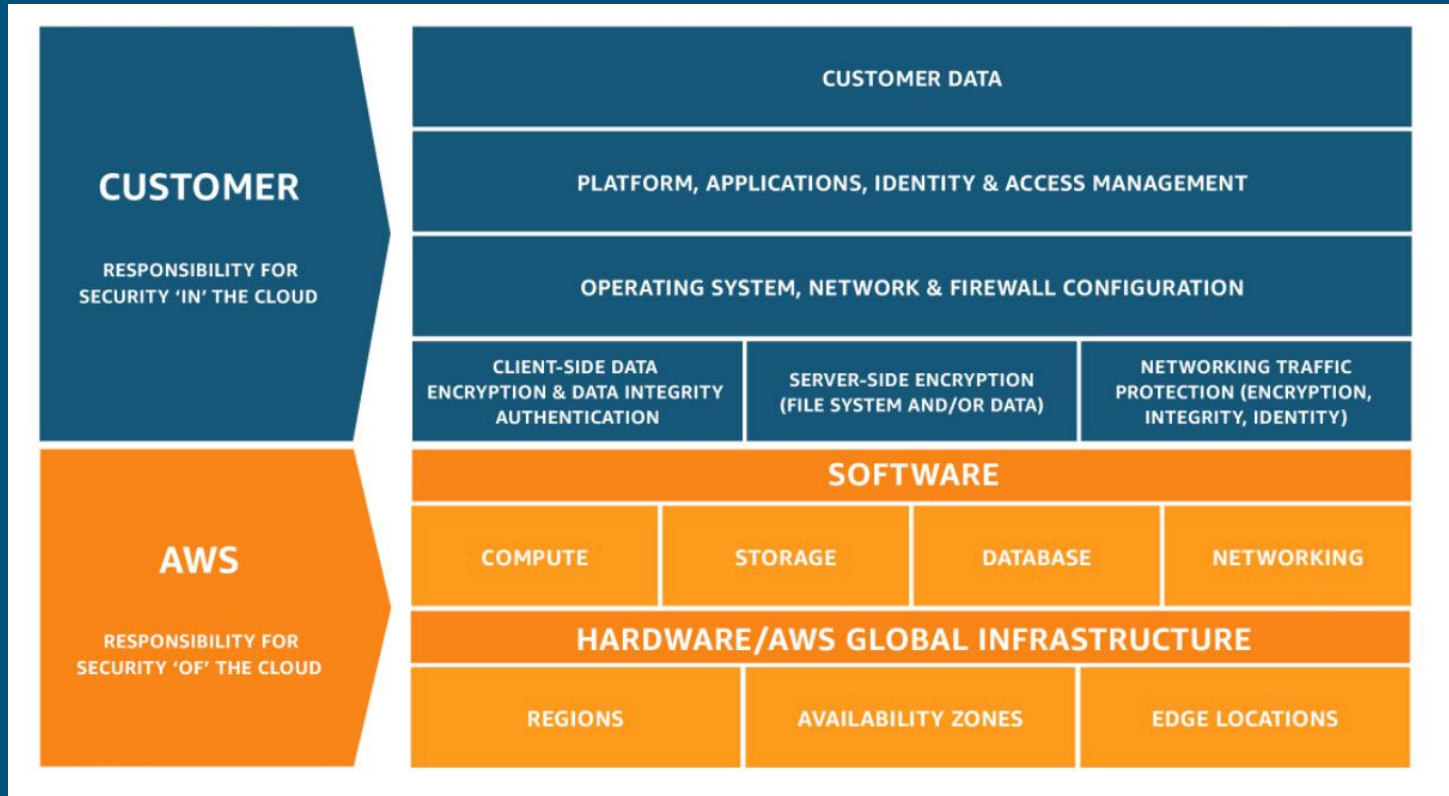 CUSTOMER
RESPONSIBILITY FOR
SECURITY ‘IN’ THE CLOUD
CUSTOMER DATA
PLATFORM, APPLICATIONS, IDENTITY & ACCESS MANAGEMENT
OPERATING SYSTEM, NETWORK & FIREWALL CONFIGURATION
CLIENT-SIDE DATA
ENCRYPTION & DATA INTEGRITY
AUTHENTICATION
SERVER-SIDE ENCRYPTION
(FILE SYSTEM AND/OR DATA)
NETWORKING TRAFFIC
PROTECTION (ENCRYPTION,
INTEGRITY, IDENTITY)
AWS
RESPONSIBILITY FOR
SECURITY ‘OF’ THE CLOUD
SOFTWARE
COMPUTE
STORAGE
DATABASE
NETWORKING
HARDWARE/AWS GLOBAL INFRASTRUCTURE
REGIONS
AVAILABILITY ZONES
EDGE LOCATIONS